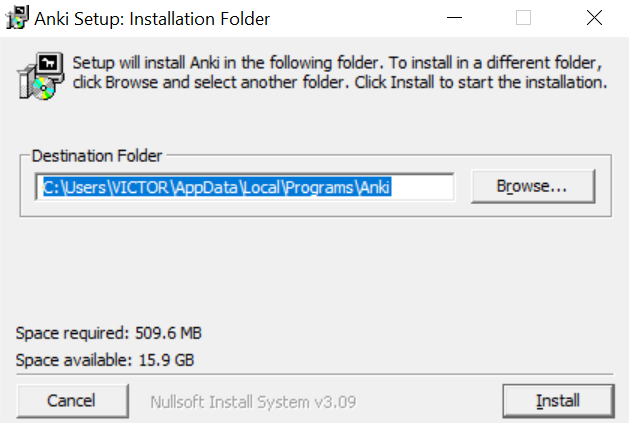 Anki Setup: Installation Folder
Setup will install Anki in the following folder. To install in a different folder,
click Browse and select another folder. Click Install to start the installation.
Destination Folder
C:\Users\VICTOR\AppData\Local\Programs\Anki
Browse...
Space required: 509.6 MB
Space available: 15.9 GB
Cancel
Nullsoft Install System v3.09
Install